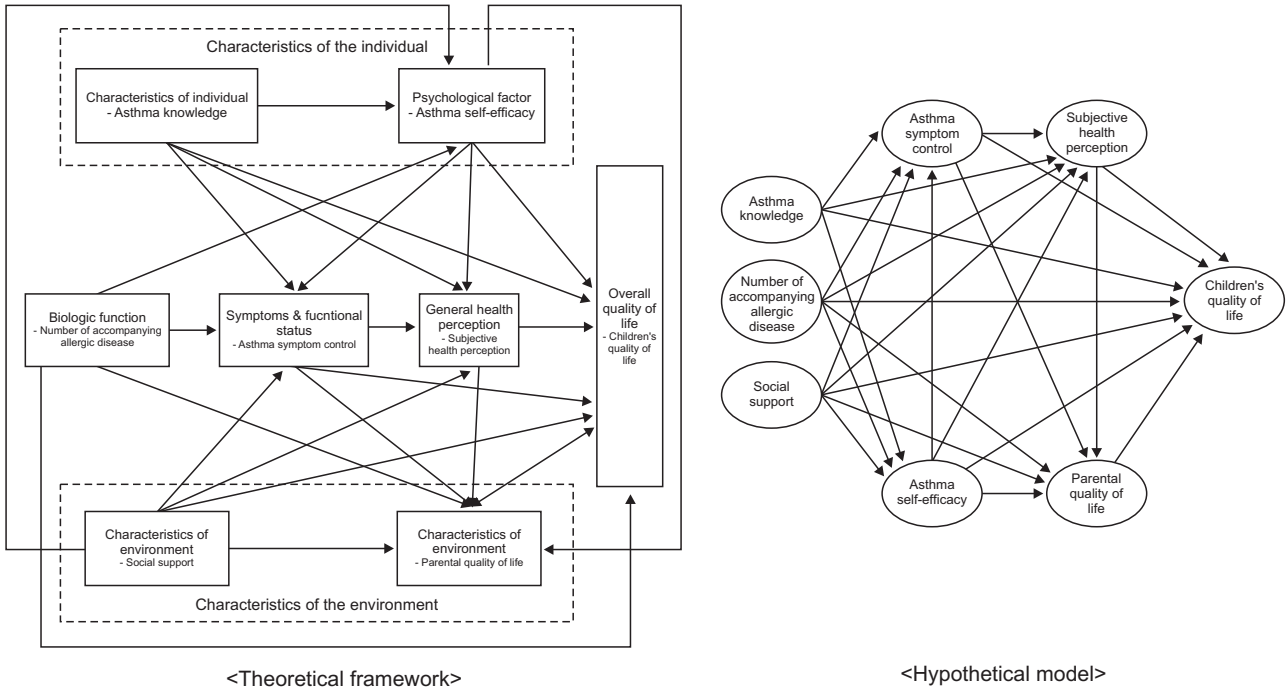 Characteristics of the individual
Characteristics of individual
- Asthma knowledge
Psychological factor
- Asthma self-efficacy
Biologic function
- Number of accompanying
allergic disease
Symptoms & fucntional
status
- Asthma symptom control
General health
perception
- Subjective
health perception
Overall
quality of
life
- Children's
quality of
life
Characteristics of
environment
- Social support
Characteristics of
environment
- Parental quality of life
Characteristics of the environment
<Theoretical framework>
Asthma
symptom
control
Subjective
health
perception
Asthma
knowledge
Number of
accompanying
allergic
disease
Children's
quality of
life
Social
support
Asthma
self-efficacy
Parental
quality of
life
<Hypothetical model>